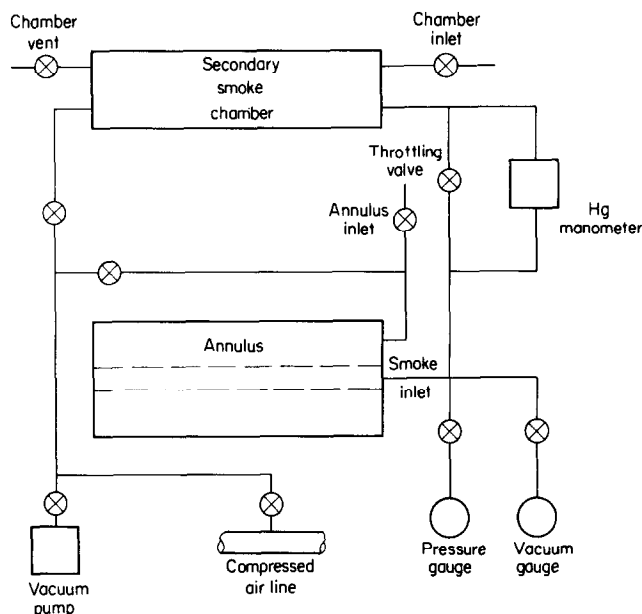 Chamber
vent
Chamber
inlet
Secondary
smoke
chamber
Throttling
valve
Annulus
inlet
Hg
manometer
Annulus
Smoke
inlet
Vacuum
pump
Compressed
air line
Pressure
gauge
Vacuum
gauge